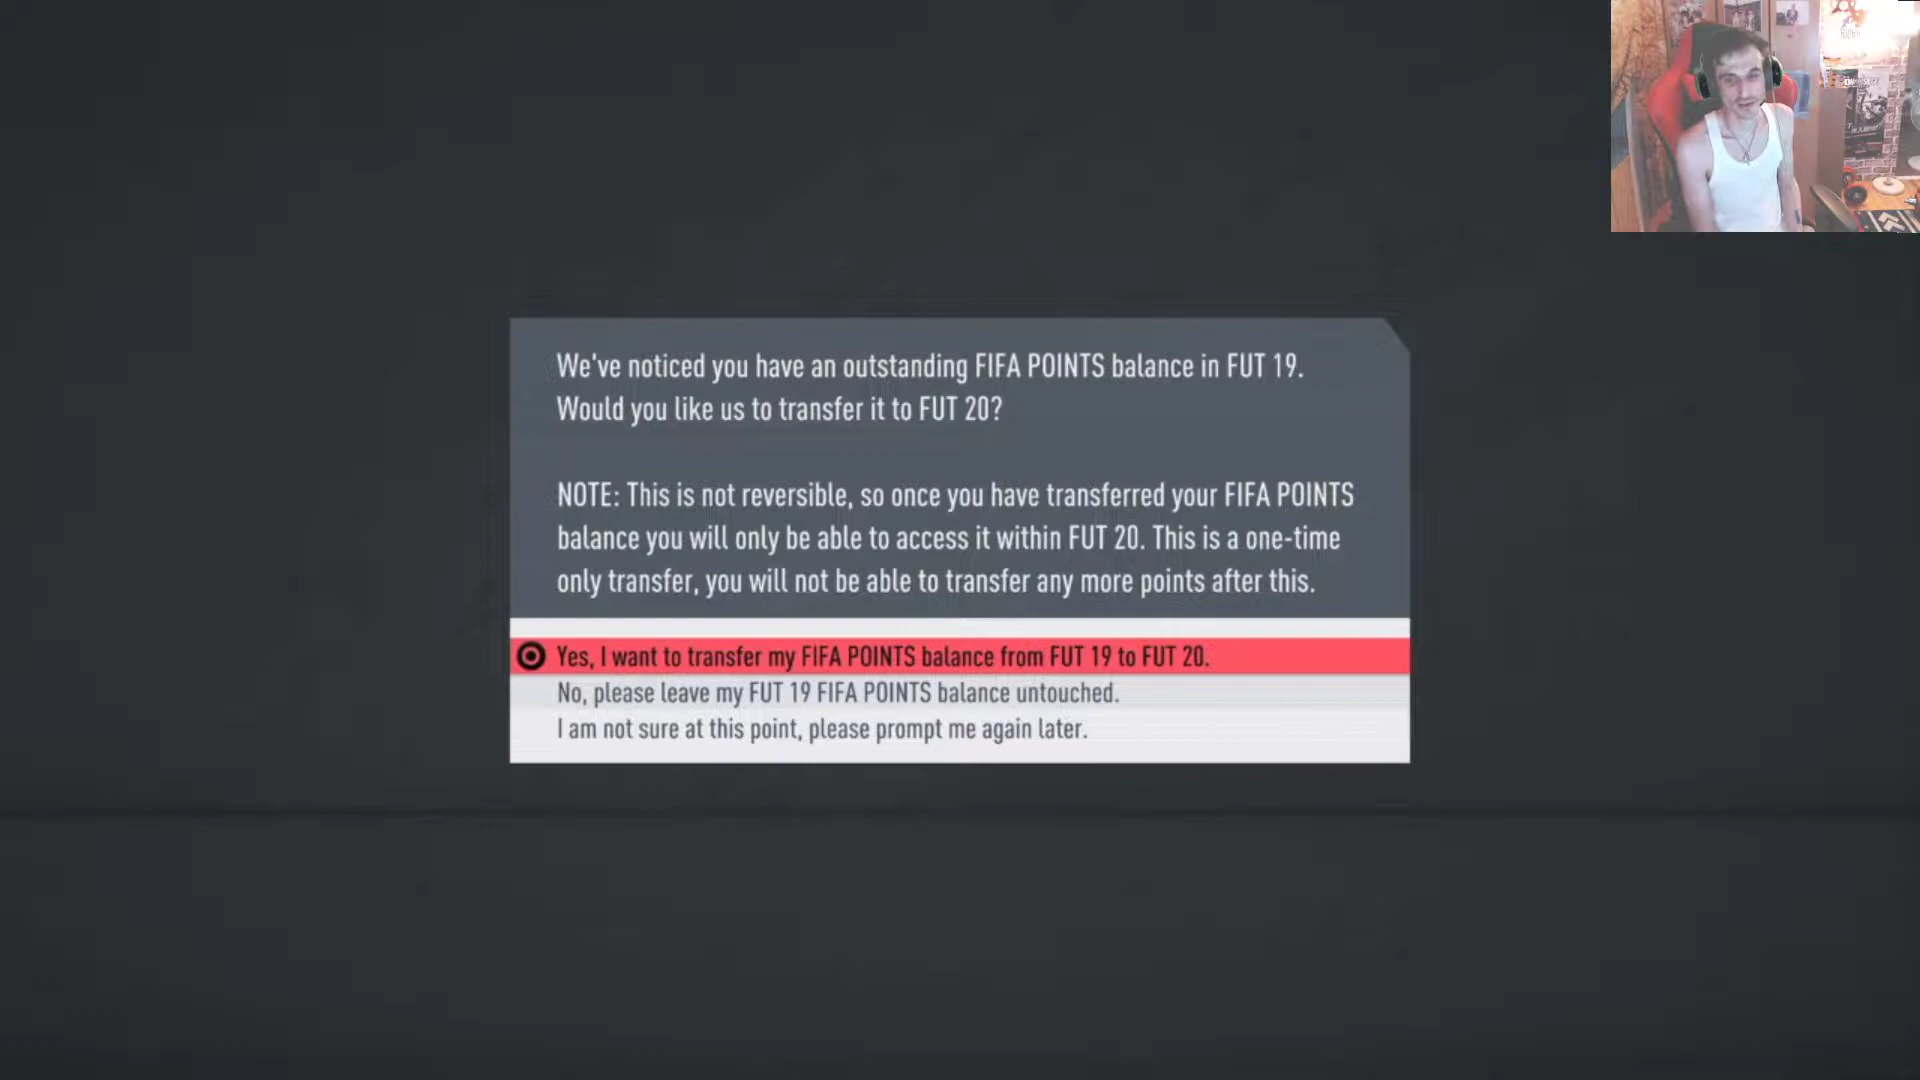 We've noticed you have an outstanding FIFA POINTS balance in FUT 19.
Would you like us to transfer it to FUT 20?
NOTE: This is not reversible, so once you have transferred your FIFA POINTS
balance you will only be able to access it within FUT 20. This is a one-time
only transfer, you will not be able to transfer any more points after this.
Yes, I want to transfer my FIFA POINTS balance from FUT 19 to FUT 20.
No, please leave my FUT 19 FIFA POINTS balance untouched.
I am not sure at this point, please prompt me again later.